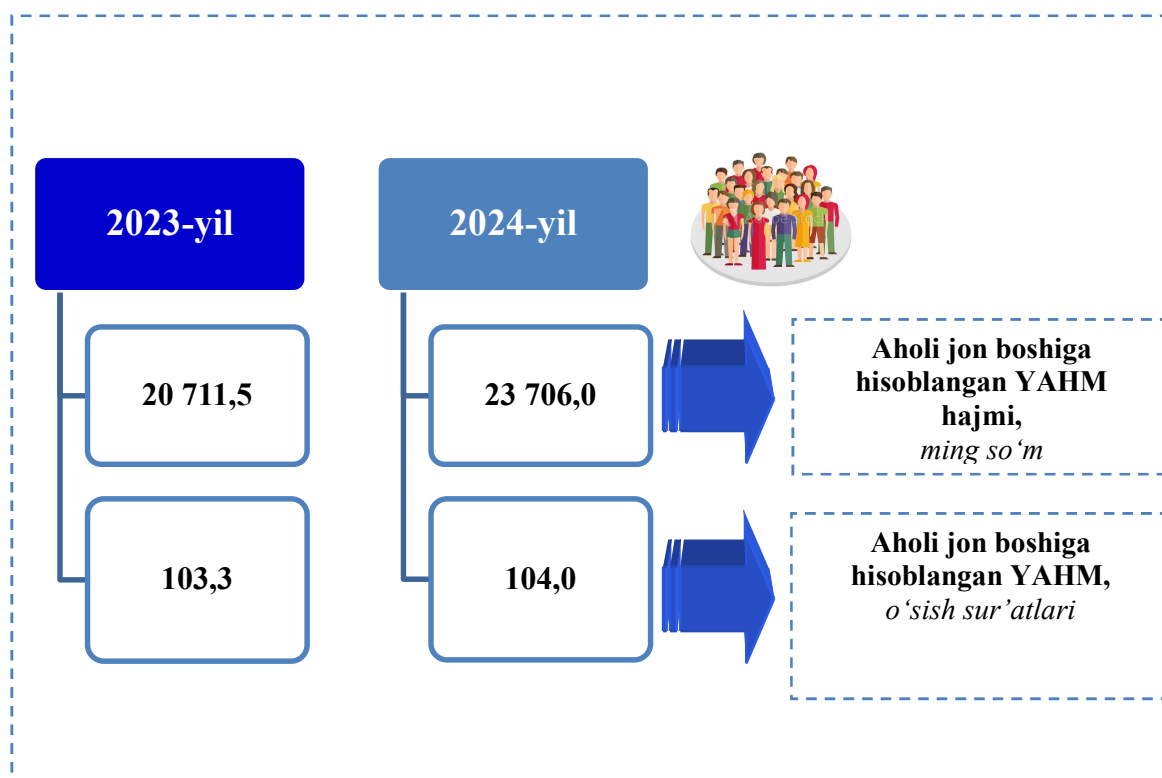 2023-yil
2024-yil
20 711,5
23 706,0
Aholi jon boshiga
hisoblangan YAHM
hajmi,
ming so‘m
103,3
104,0
Aholi jon boshiga
hisoblangan YAHM,
o‘sish sur’atlari